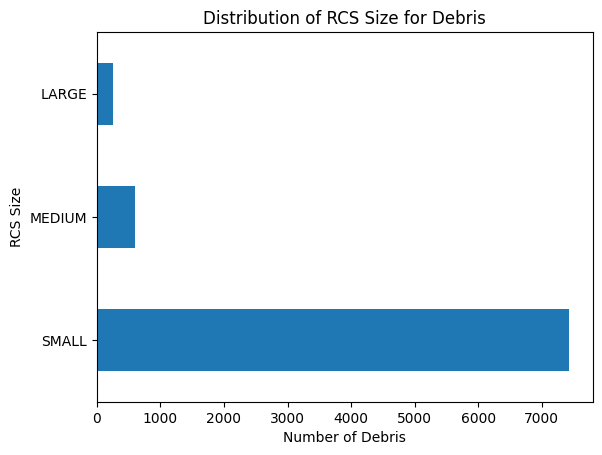 Distribution of RCS Size for Debris
LARGE
MEDIUM
SMALL
RCS Size
0 1000 2000 3000 4000 5000 6000 7000
Number of Debris